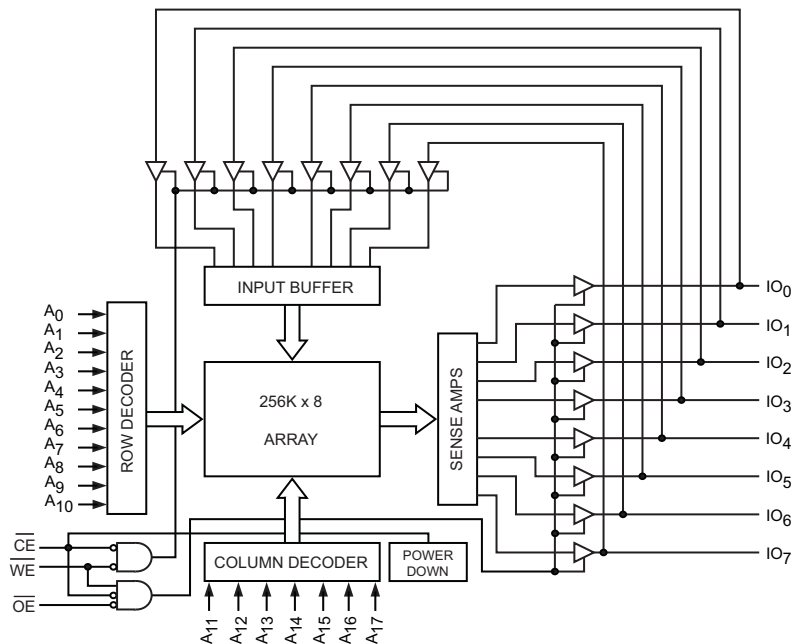 INPUT BUFFER
A0
A1
A2
A3
A4
A5
A6
A7
A8
A9
A10
ROW DECODER
256K x 8
ARRAY
SENSE AMPS
IO0
IO1
IO2
IO3
IO4
IO5
IO6
IO7
CE
WE
OE
COLUMN DECODER
POWER
DOWN
A11
A12
A13
A14
A15
A16
A17